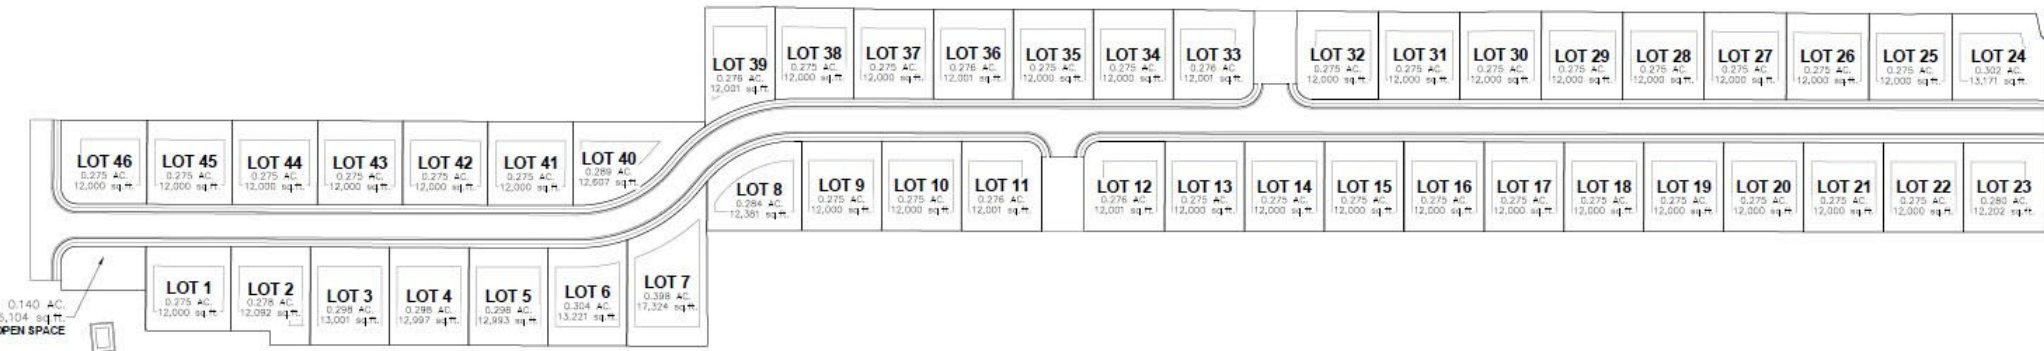 LOT 39
0.276 AC.
12,001 sq.ft.
LOT 38
0.275 AC.
12,000 sq.ft.
LOT 37
0.275 AC.
12,000 sq.ft.
LOT 36
0.276 AC.
12,001 sq.ft.
LOT 35
0.275 AC.
12,000 sq.ft.
LOT 34
0.275 AC.
12,000 sq.ft.
LOT 33
0.276 AC.
12,001 sq.ft.
LOT 32
0.275 AC.
12,000 sq.ft.
LOT 31
0.275 AC.
12,000 sq.ft.
LOT 30
0.275 AC.
12,000 sq.ft.
LOT 29
0.275 AC.
12,000 sq.ft.
LOT 28
0.275 AC.
12,000 sq.ft.
LOT 27
0.275 AC.
12,000 sq.ft.
LOT 26
0.275 AC.
12,000 sq.ft.
LOT 25
0.275 AC.
12,000 sq.ft.
LOT 24
0.302 AC.
13,171 sq.ft.
LOT 46
0.275 AC.
12,000 sq.ft.
LOT 45
0.275 AC.
12,000 sq.ft.
LOT 44
0.275 AC.
12,000 sq.ft.
LOT 43
0.275 AC.
12,000 sq.ft.
LOT 42
0.275 AC.
12,000 sq.ft.
LOT 41
0.275 AC.
12,000 sq.ft.
LOT 40
0.289 AC.
12,607 sq.ft.
LOT 8
0.284 AC.
12,381 sq.ft.
LOT 9
0.275 AC.
12,000 sq.ft.
LOT 10
0.275 AC.
12,000 sq.ft.
LOT 11
0.276 AC.
12,001 sq.ft.
LOT 12
0.276 AC.
12,001 sq.ft.
LOT 13
0.275 AC.
12,000 sq.ft.
LOT 14
0.275 AC.
12,000 sq.ft.
LOT 15
0.275 AC.
12,000 sq.ft.
LOT 16
0.275 AC.
12,000 sq.ft.
LOT 17
0.275 AC.
12,000 sq.ft.
LOT 18
0.275 AC.
12,000 sq.ft.
LOT 19
0.275 AC.
12,000 sq.ft.
LOT 20
0.275 AC.
12,000 sq.ft.
LOT 21
0.275 AC.
12,000 sq.ft.
LOT 22
0.275 AC.
12,000 sq.ft.
LOT 23
0.280 AC.
12,202 sq.ft.
LOT 1
0.275 AC.
12,000 sq.ft.
LOT 2
0.278 AC.
12,092 sq.ft.
LOT 3
0.298 AC.
13,001 sq.ft.
LOT 4
0.298 AC.
12,997 sq.ft.
LOT 5
0.298 AC.
12,993 sq.ft.
LOT 6
0.304 AC.
13,221 sq.ft.
LOT 7
0.398 AC.
17,324 sq.ft.
0.140 AC.
6,104 sq.ft.
OPEN SPACE